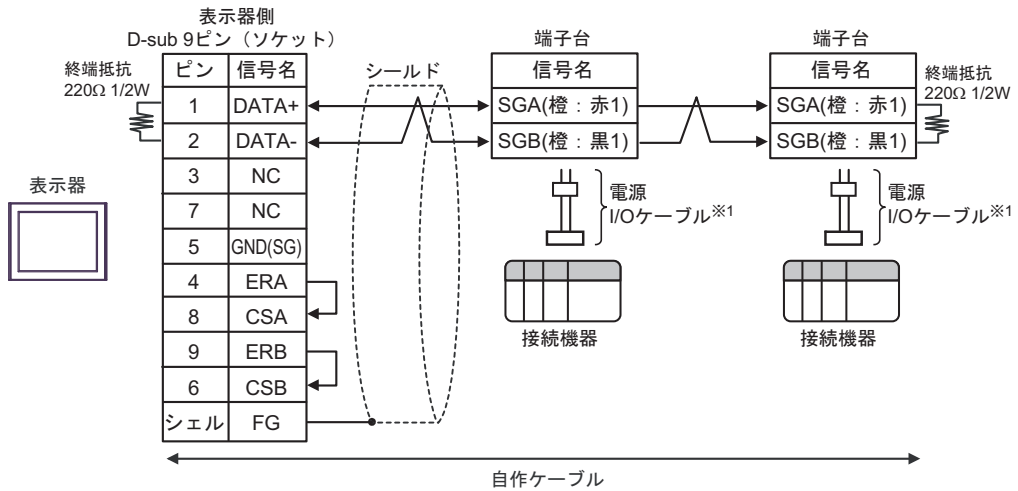 表示器側
D-sub 9ピン（ソケット）
終端抵抗
220Ω 1/2W
ピン 信号名
1 DATA+
2 DATA-
3 NC
7 NC
5 GND(SG)
4 ERA
8 CSA
9 ERB
6 CSB
シェル FG
表示器
シールド
端子台
信号名
SGA(橙：赤1)
SGB(橙：黒1)
電源
I/Oケーブル※1
接続機器
端子台
信号名
SGA(橙：赤1)
SGB(橙：黒1)
終端抵抗
220Ω 1/2W
電源
I/Oケーブル※1
接続機器
自作ケーブル